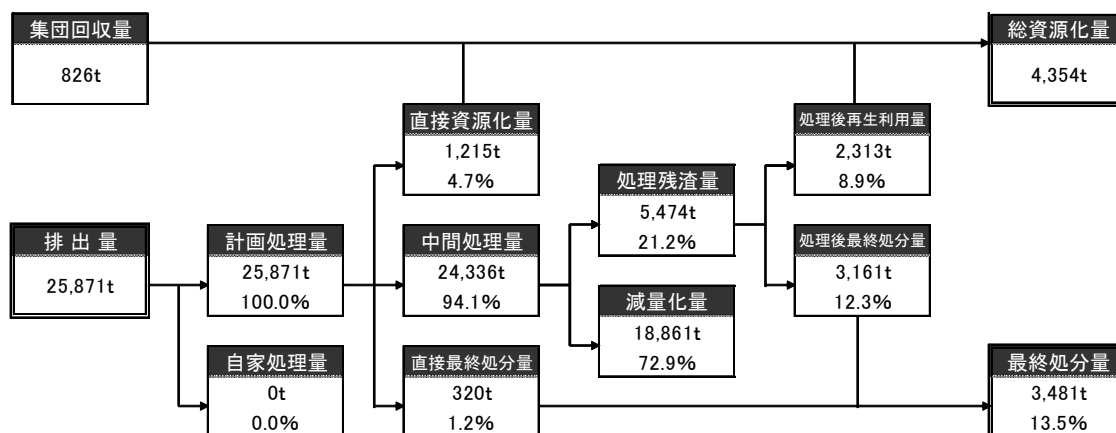 集団回収量
826t
総資源化量
4,354t
直接資源化量
1,215t
4.7%
処理後再生利用量
2,313t
8.9%
処理残渣量
5,474t
21.2%
排出量
25,871t
計画処理量
25,871t
100.0%
中間処理量
24,336t
94.1%
処理後最終処分量
3,161t
12.3%
減量化量
18,861t
72.9%
自家処理量
0t
0.0%
直接最終処分量
320t
1.2%
最終処分量
3,481t
13.5%